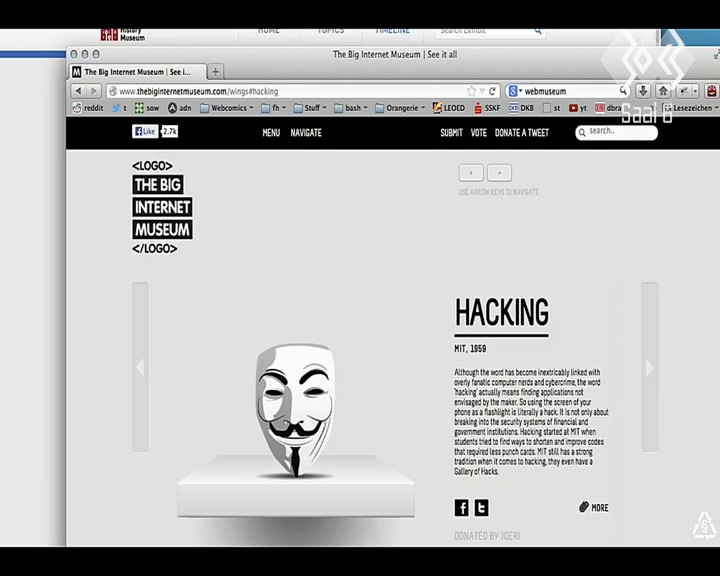 History
Museum
HOME TOPICS TIMELINE Search Exhibit
The Big Internet Museum | See it all
The Big Internet Museum | See i...
www.thebiginternetmuseum.com/wings#hacking
webmuseum
reddit t sow adn Webcomics fh Stuff bash Orangerie LEOED SSKF DKB st yt dbra Lesezeichen
Saal 6
Like 2.7k MENU NAVIGATE SUBMIT VOTE DONATE A TWEET search..
<LOGO>
THE BIG
INTERNET
MUSEUM
</LOGO>
USE ARROW KEYS TO NAVIGATE
HACKING
MIT, 1959
Although the word has become inextricably linked with
overly fanatic computer nerds and cybercrime, the word
'hacking' actually means finding applications not
envisaged by the maker. So using the screen of your
phone as a flashlight is literally a hack. It is not only about
breaking into the security systems of financial and
government institutions. Hacking started at MIT when
students tried to find ways to shorten and improve codes
that required less punch cards. MIT still has a strong
tradition when it comes to hacking, they even have a
Gallery of Hacks.
MORE
DONATED BY JOERI